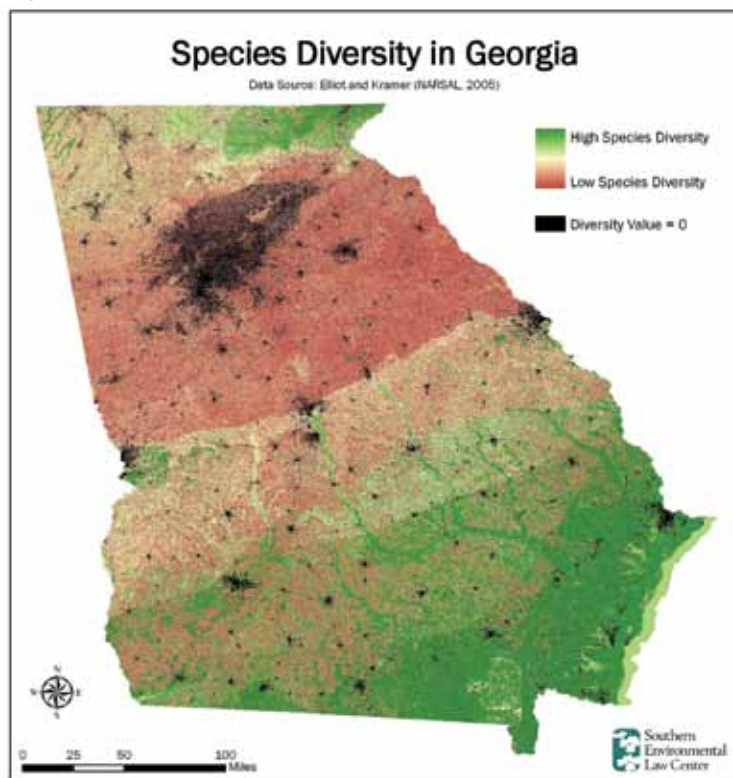 Species Diversity in Georgia
Data Source: Elliot and Kramer (NARSAL, 2005)
High Species Diversity
Low Species Diversity
Diversity Value = 0
N
W E
S
0 25 50 100
Miles
Southern
Environmental
Law Center